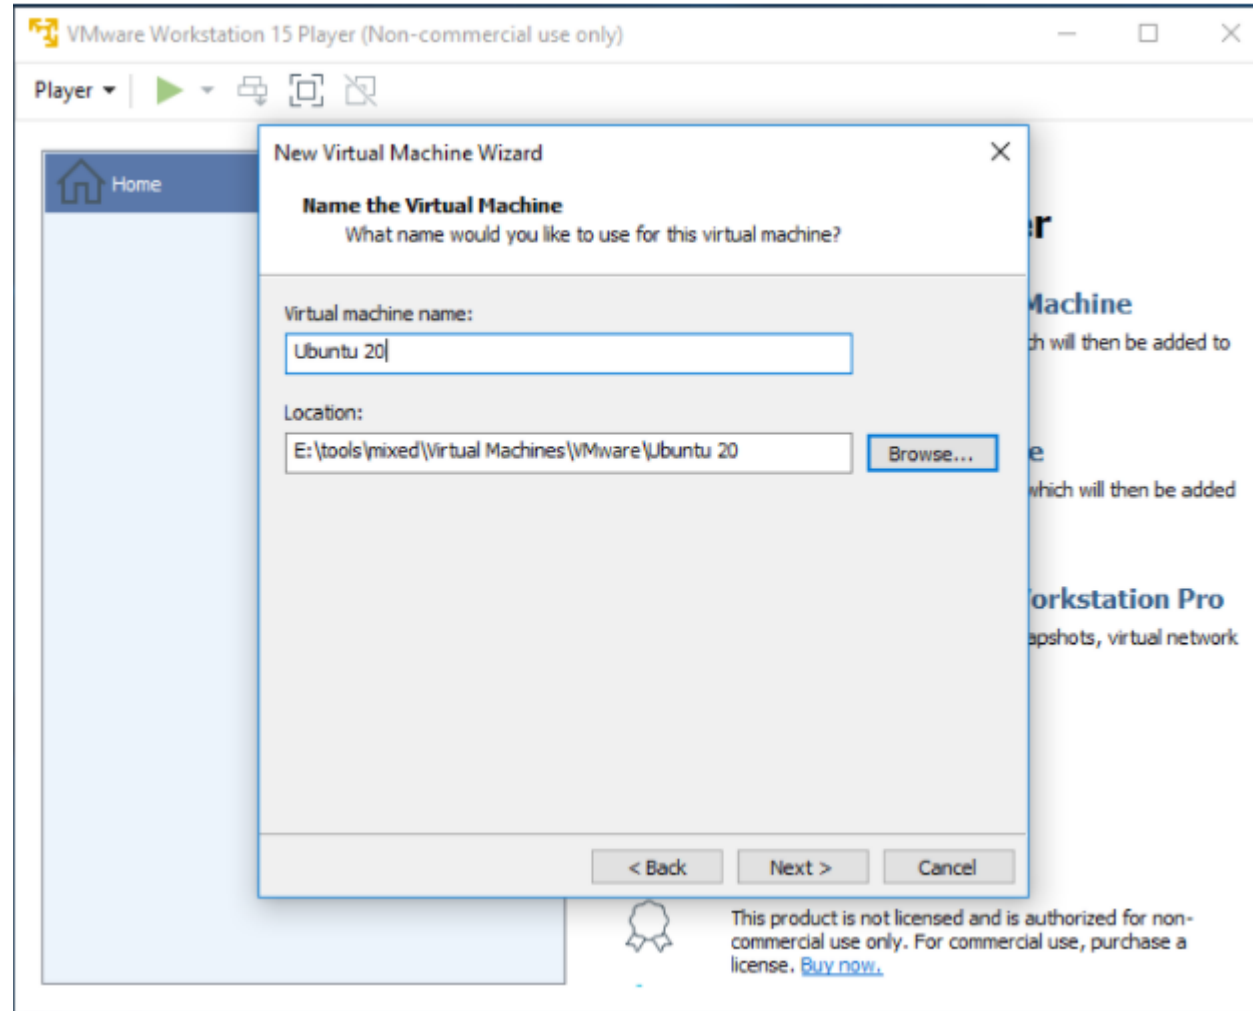 VMware Workstation 15 Player (Non-commercial use only)
Player
Home
New Virtual Machine Wizard
Name the Virtual Machine
What name would you like to use for this virtual machine?
Virtual machine name:
Ubuntu 20
Location:
E:\tools\mixed\Virtual Machines\VMware\Ubuntu 20
Browse...
< Back
Next >
Cancel
er
Machine
ch will then be added to
e
which will then be added
orkstation Pro
apshots, virtual network
This product is not licensed and is authorized for non-
commercial use only. For commercial use, purchase a
license. Buy now.